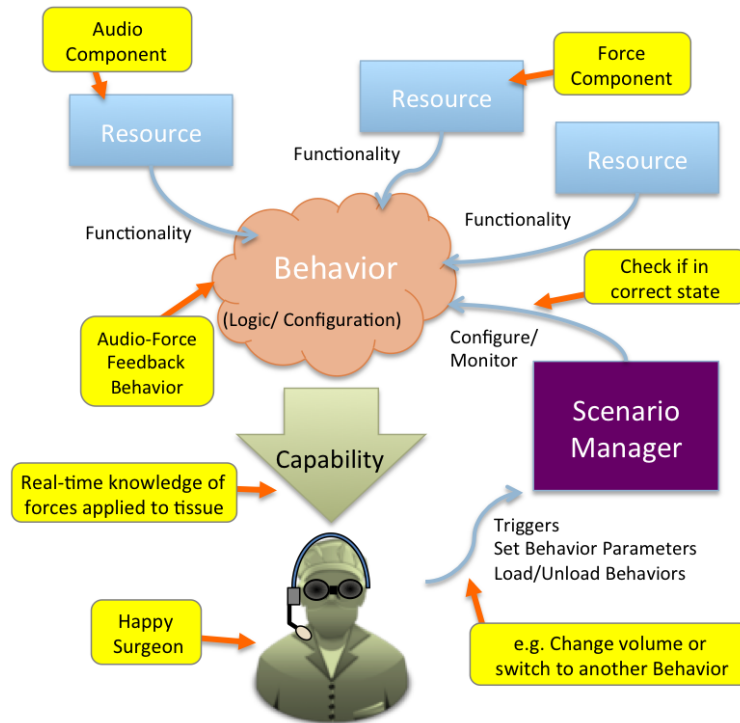 Audio
Component
Force
Component
Resource
Resource
Resource
Functionality
Functionality
Functionality
Behavior
(Logic/ Configuration)
Check if in
correct state
Audio-Force
Feedback
Behavior
Configure/
Monitor
Scenario
Manager
Capability
Real-time knowledge of
forces applied to tissue
Triggers
Set Behavior Parameters
Load/Unload Behaviors
Happy
Surgeon
e.g. Change volume or
switch to another Behavior